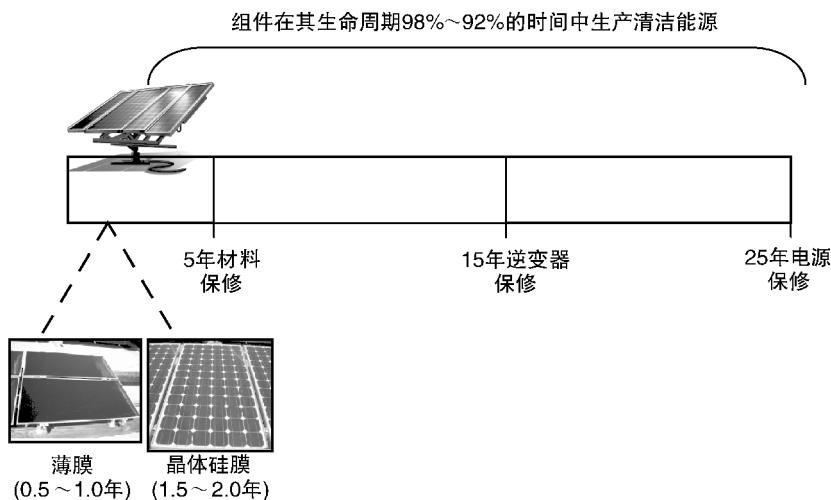 组件在其生命周期98%～92%的时间中生产清洁能源
5年材料
保修
15年逆变器
保修
25年电源
保修
薄膜
(0.5～1.0年)
晶体硅膜
(1.5～2.0年)